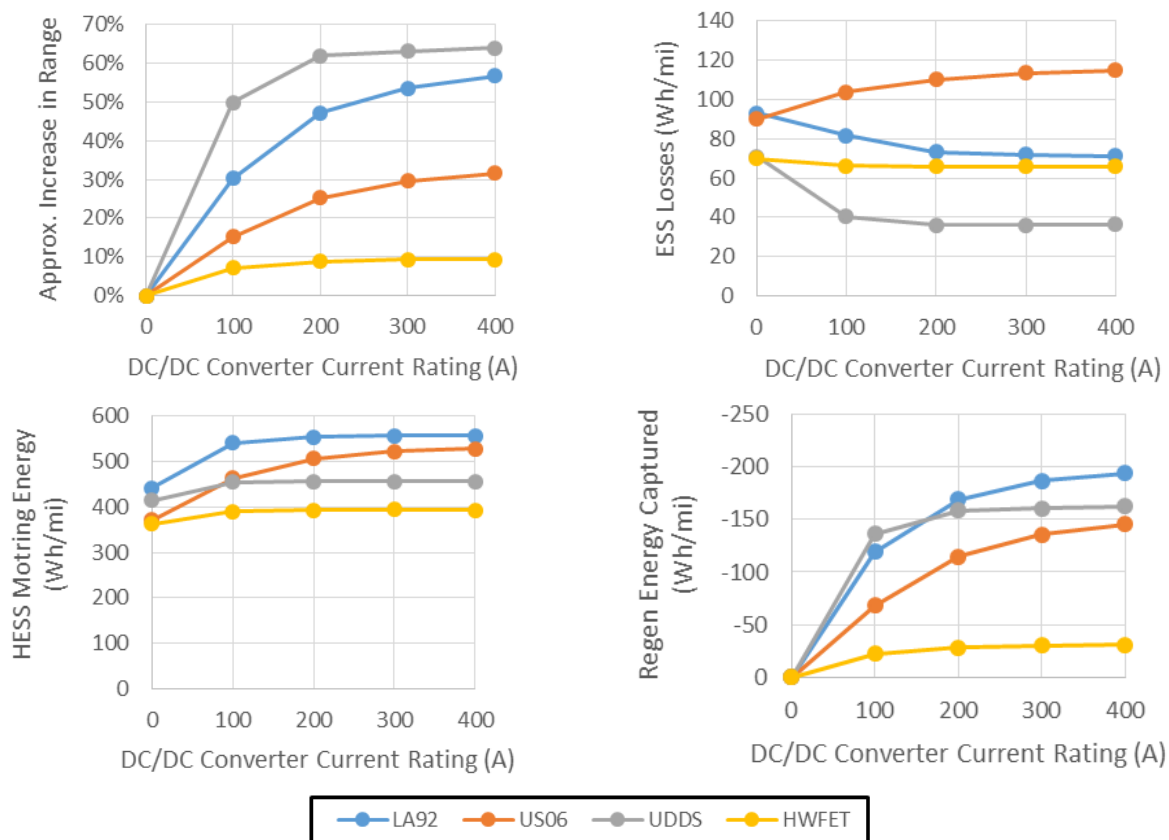 Approx. Increase in Range
70%
60%
50%
40%
30%
20%
10%
0%
0 100 200 300 400
DC/DC Converter Current Rating (A)
ESS Losses (Wh/mi)
140
120
100
80
60
40
20
0
0 100 200 300 400
DC/DC Converter Current Rating (A)
HESS Motring Energy
(Wh/mi)
600
500
400
300
200
100
0
0 100 200 300 400
DC/DC Converter Current Rating (A)
Regen Energy Captured
(Wh/mi)
-250
-200
-150
-100
-50
0
0 100 200 300 400
DC/DC Converter Current Rating (A)
LA92 US06 UDDS HWFET